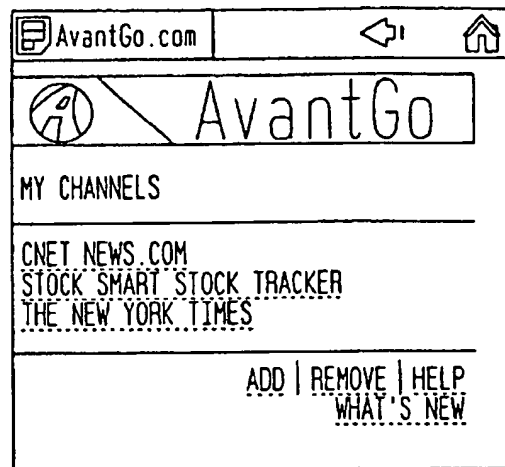 AvantGo.com
AvantGo
MY CHANNELS
CNET NEWS.COM
STOCK SMART STOCK TRACKER
THE NEW YORK TIMES
ADD | REMOVE | HELP
WHAT'S NEW